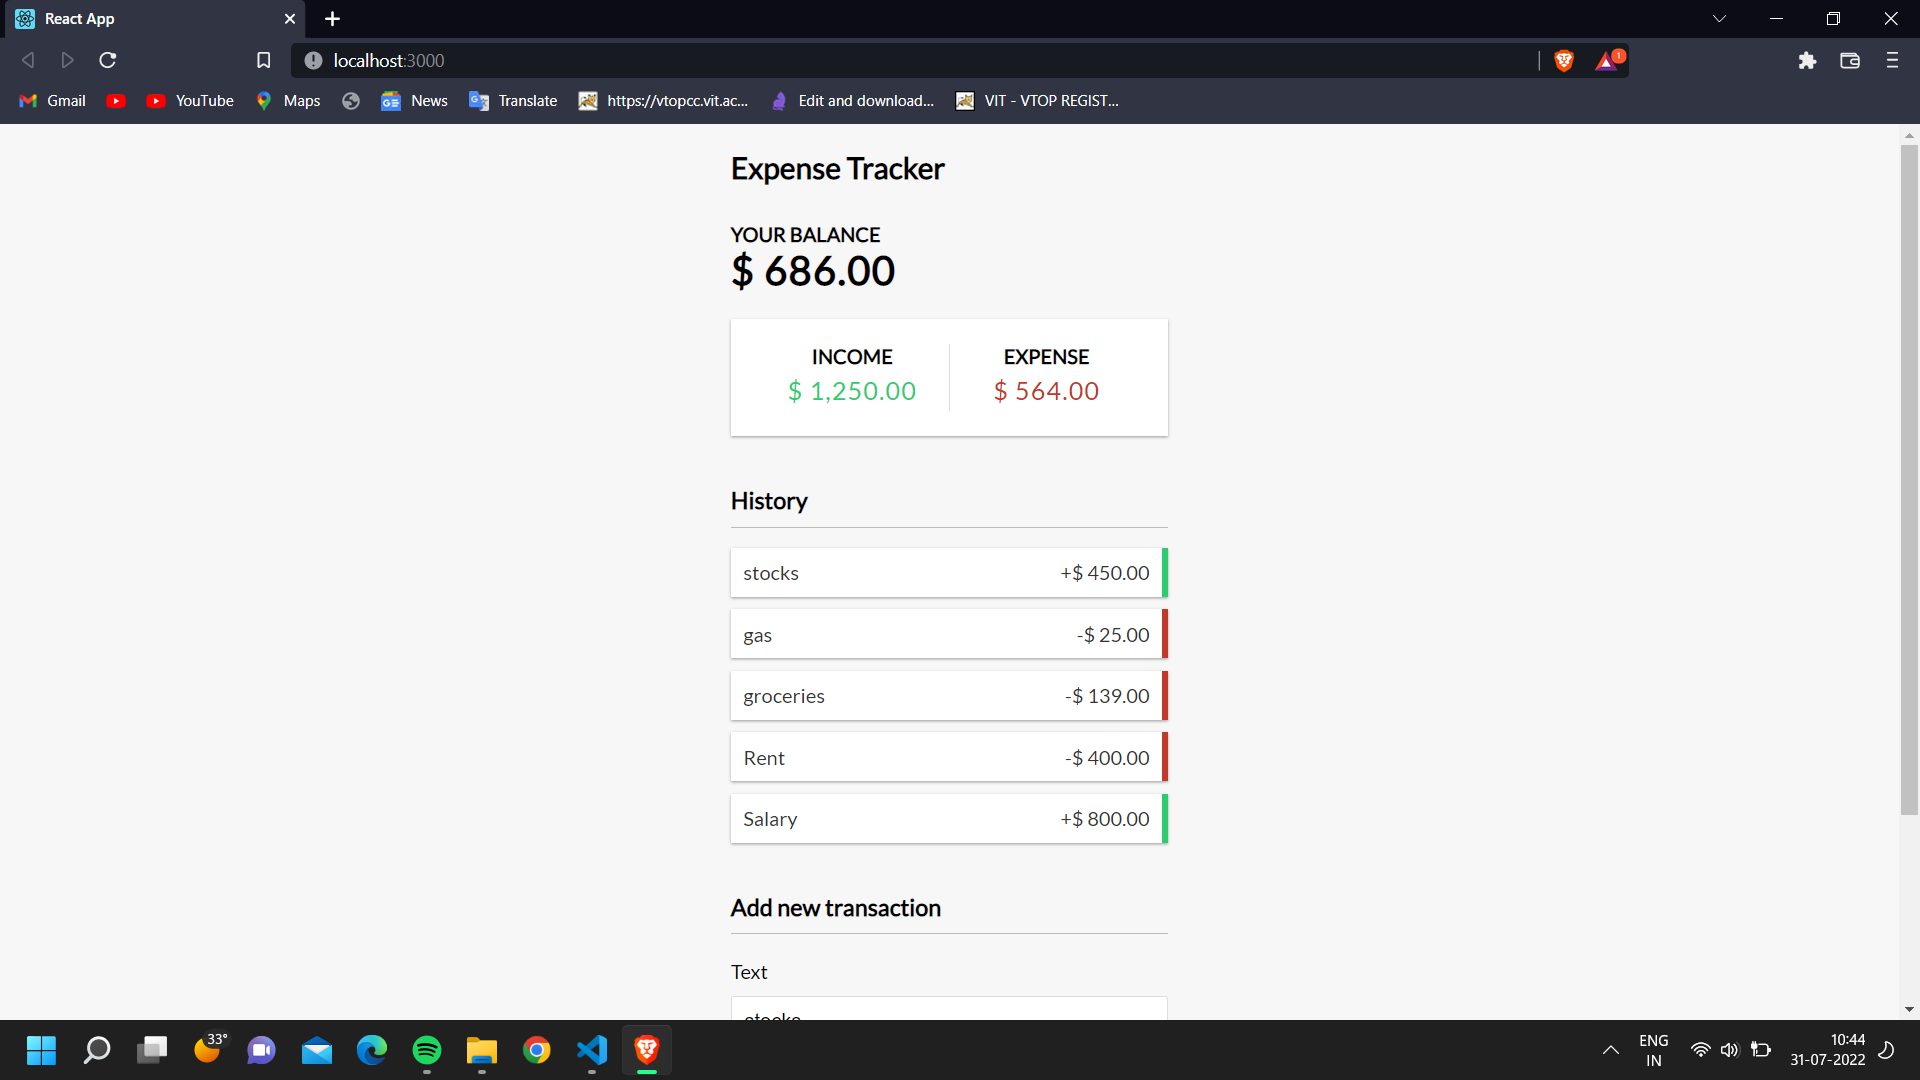 React App
localhost:3000
1
Gmail
YouTube
Maps
News
Translate
https://vtopcc.vit.ac...
Edit and download...
VIT - VTOP REGIST...
Expense Tracker
YOUR BALANCE
$ 686.00
INCOME
$ 1,250.00
EXPENSE
$ 564.00
History
stocks +$ 450.00
gas -$ 25.00
groceries -$ 139.00
Rent -$ 400.00
Salary +$ 800.00
Add new transaction
Text
stocks
33°
ENG
IN
10:44
31-07-2022